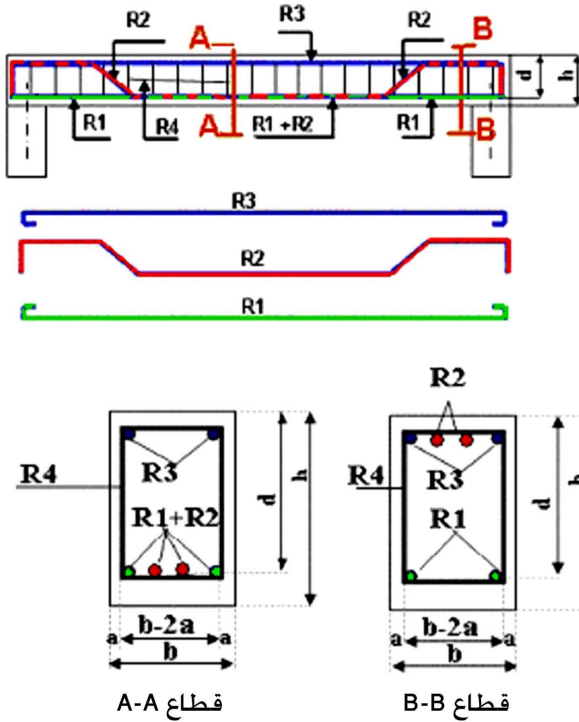 R2 A R3 R2 B
d h
R1 R4 A R1+R2 R1 B
R3
R2
R1
R4
R3
R1+R2
d
h
a b-2a a
b
قطاع A-A
R2
R4
R3
R1
d
h
a b-2a a
b
قطاع B-B